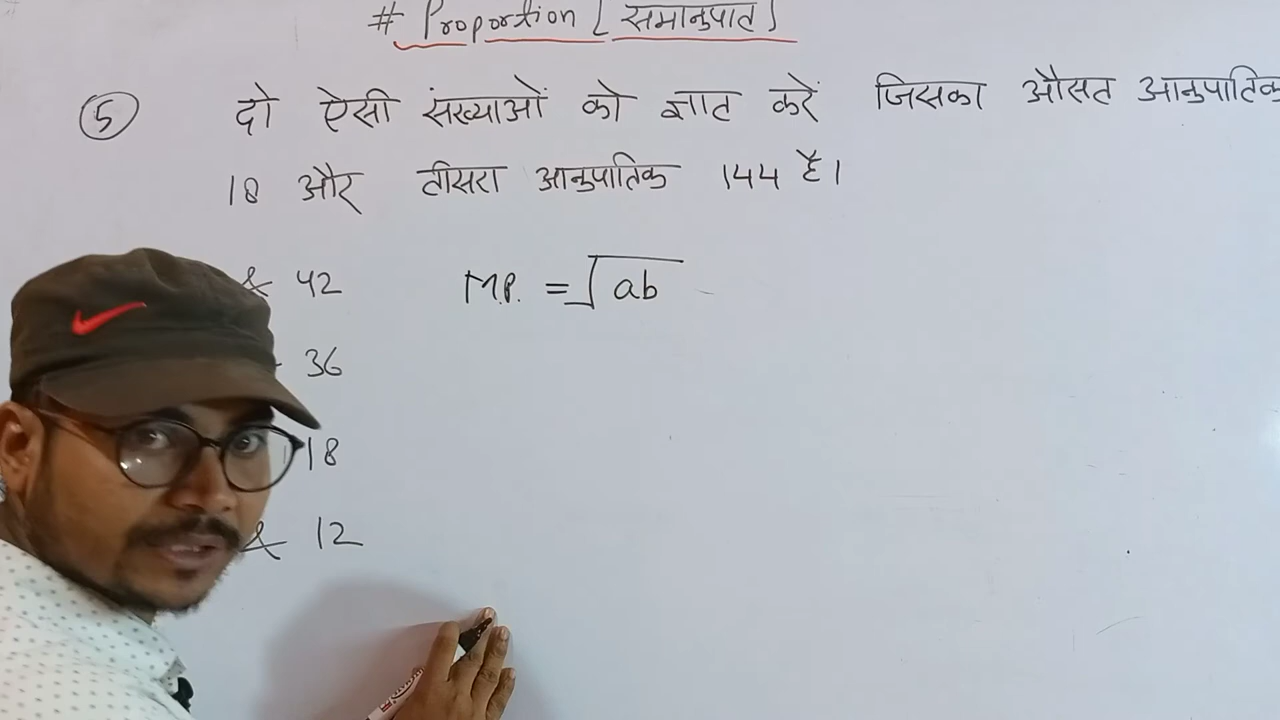 # Proportion [समानुपात]
⑤ दो ऐसी संख्याओं को ज्ञात करें जिसका औसत आनुपातिक
18 और तीसरा आनुपातिक 144 है।
& 42
M.P. = √ab
36
18
& 12